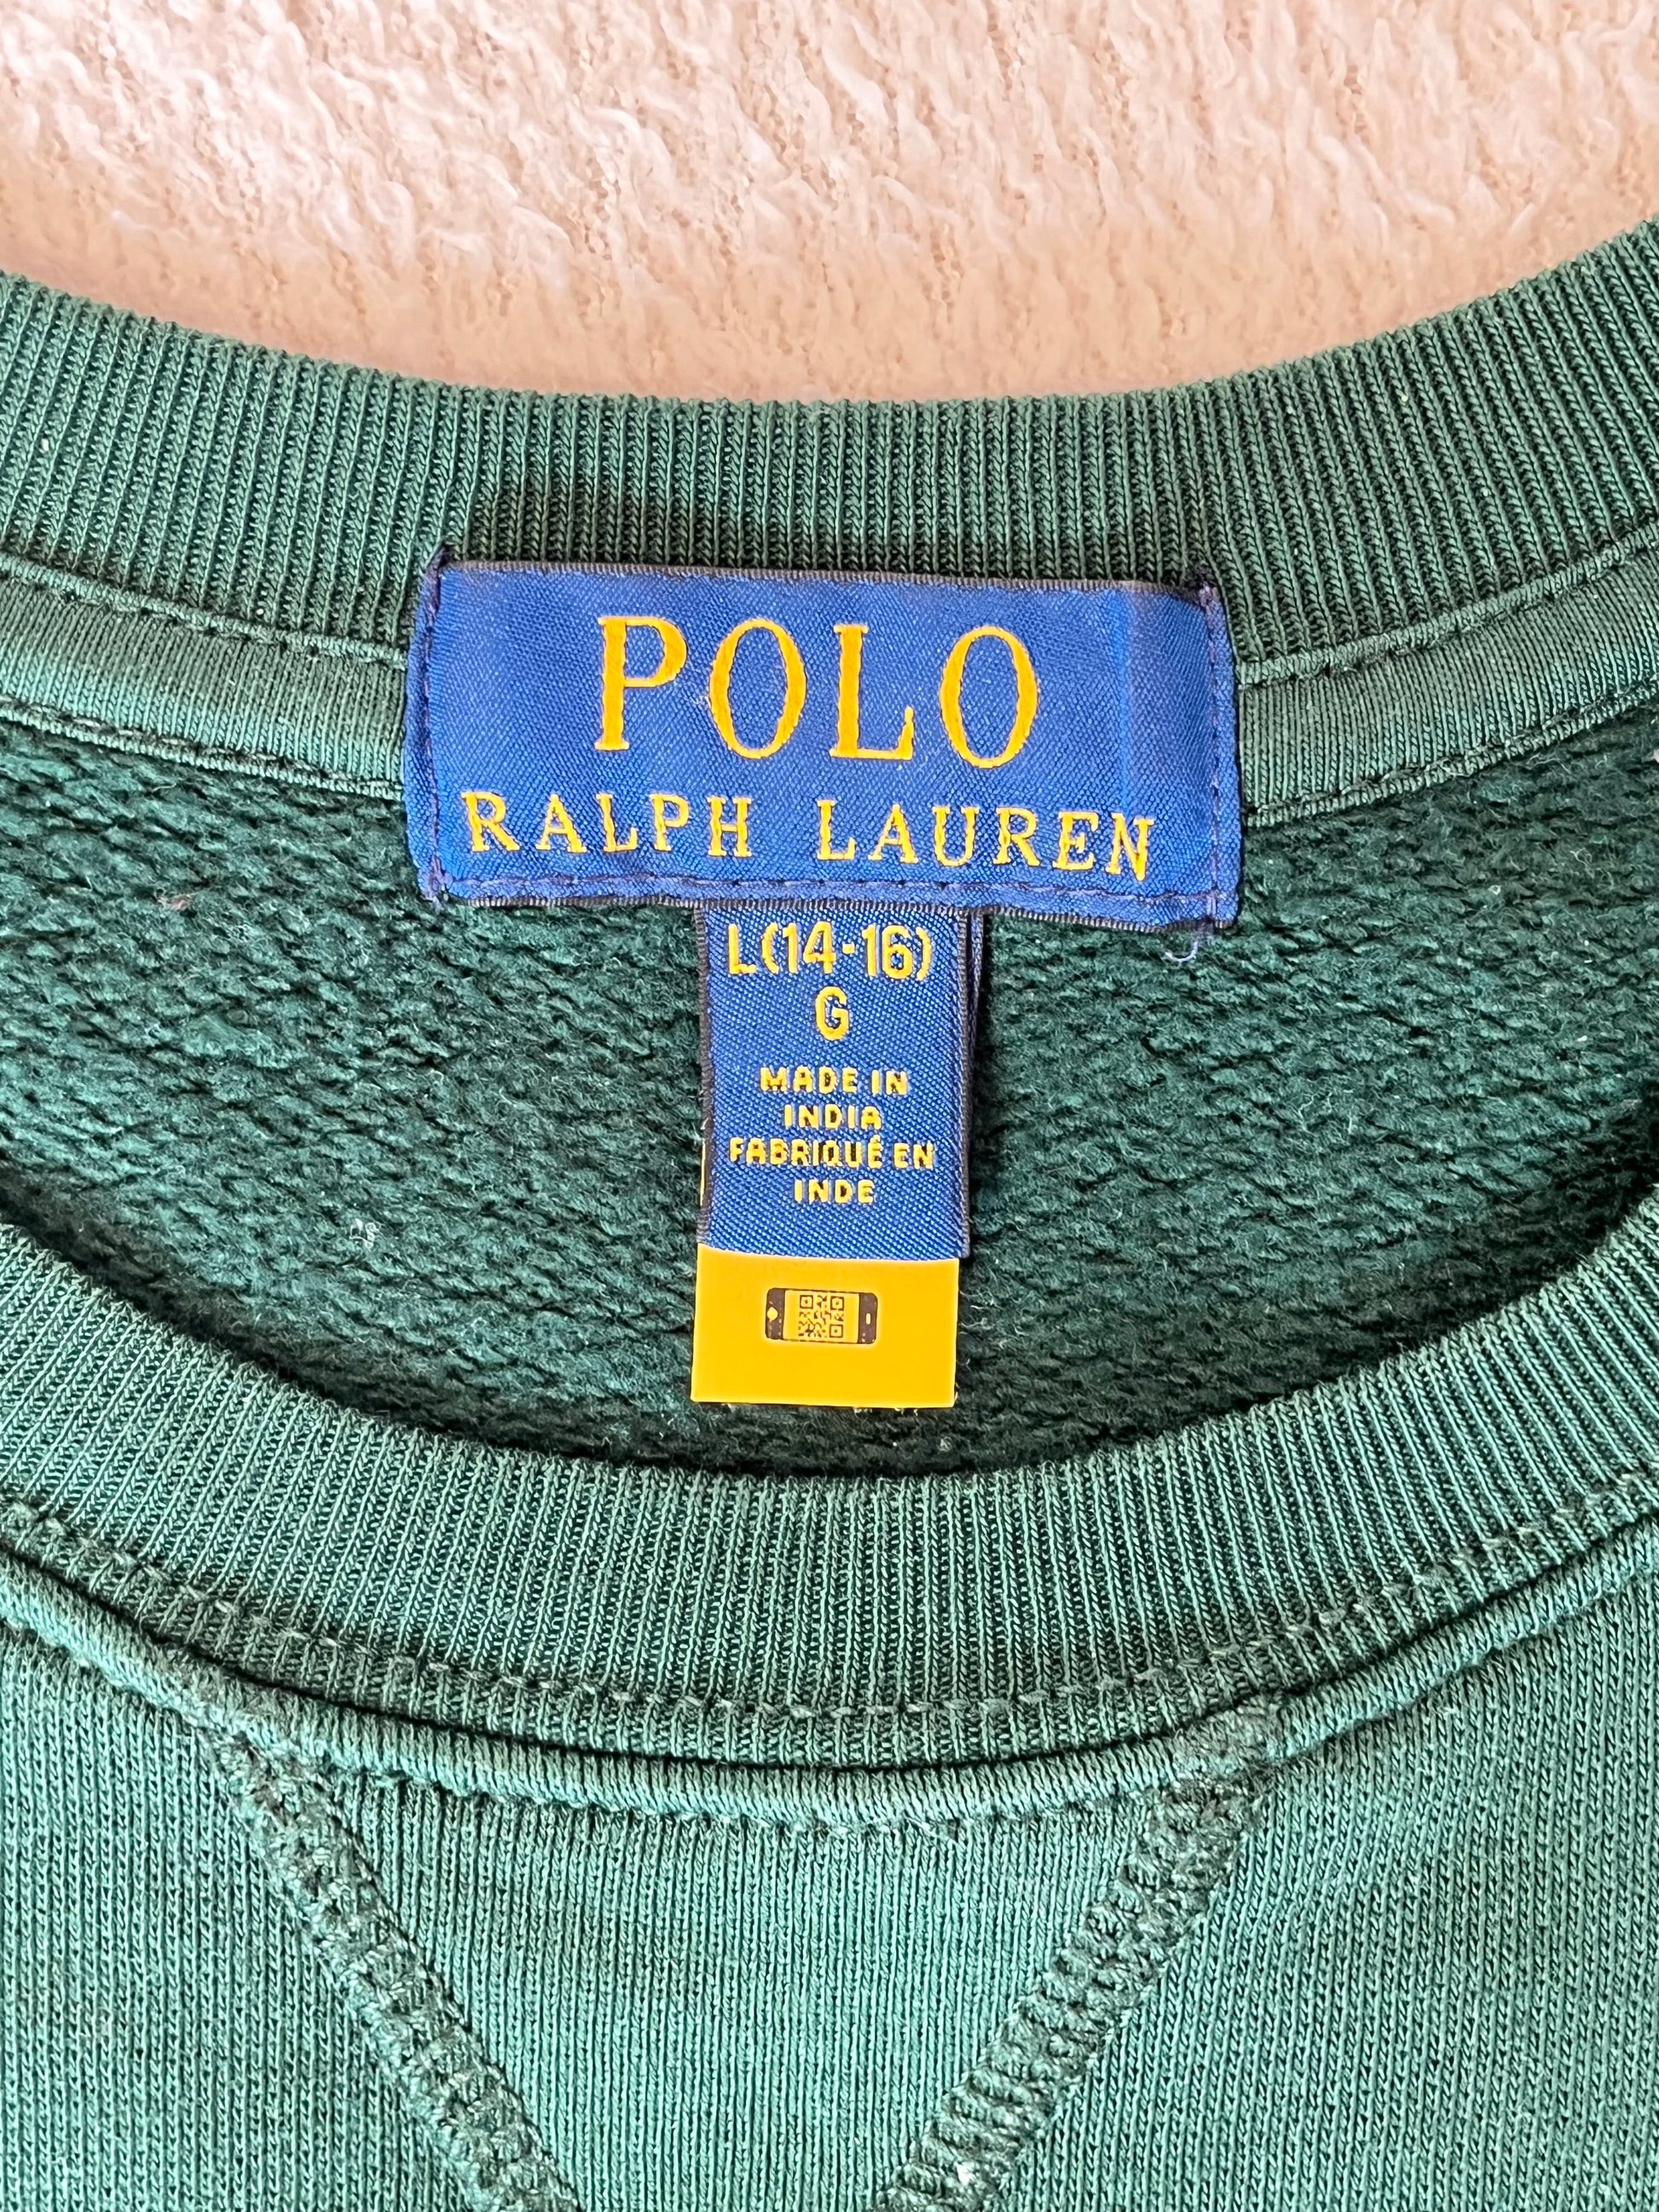 POLO
RALPH LAUREN
L(14-16)
G
MADE IN
INDIA
FABRIQUÉ EN
INDE